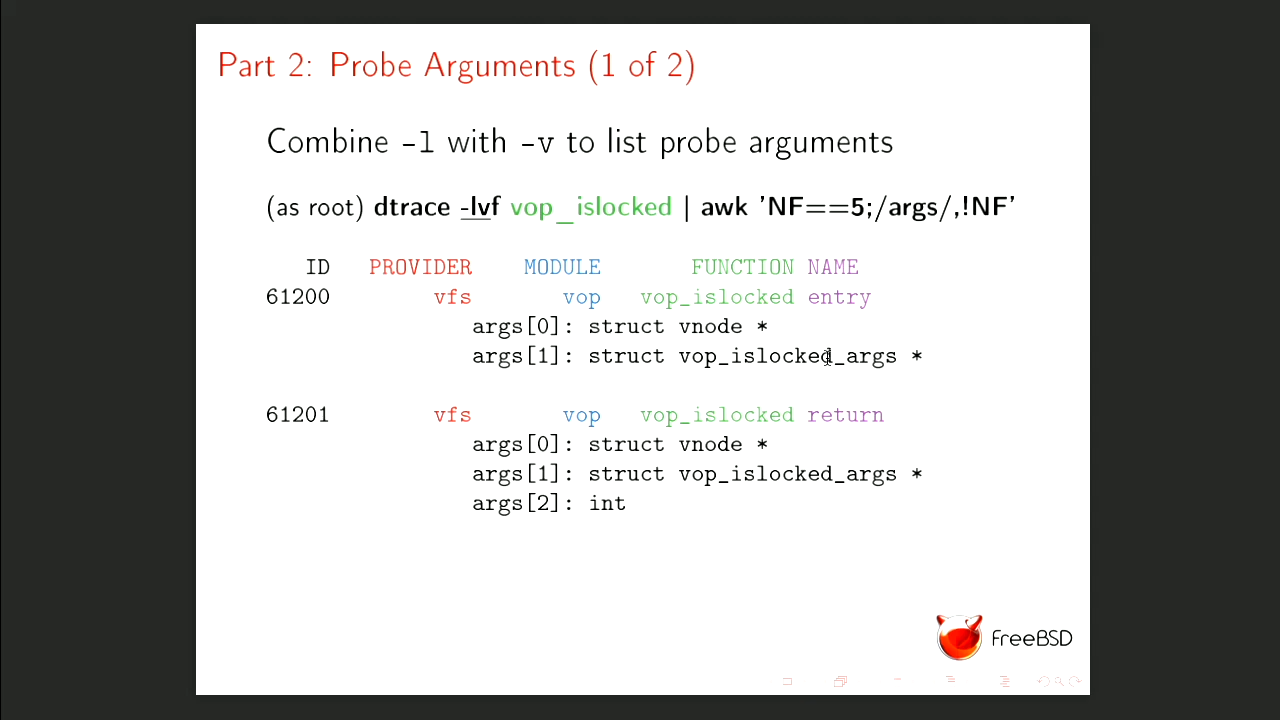 Part 2: Probe Arguments (1 of 2)
Combine -l with -v to list probe arguments
(as root) dtrace -lvf vop_islocked | awk 'NF==5;/args/,!NF'
ID PROVIDER MODULE FUNCTION NAME
61200 vfs vop vop_islocked entry
args[0]: struct vnode *
args[1]: struct vop_islocked_args *
61201 vfs vop vop_islocked return
args[0]: struct vnode *
args[1]: struct vop_islocked_args *
args[2]: int
FreeBSD